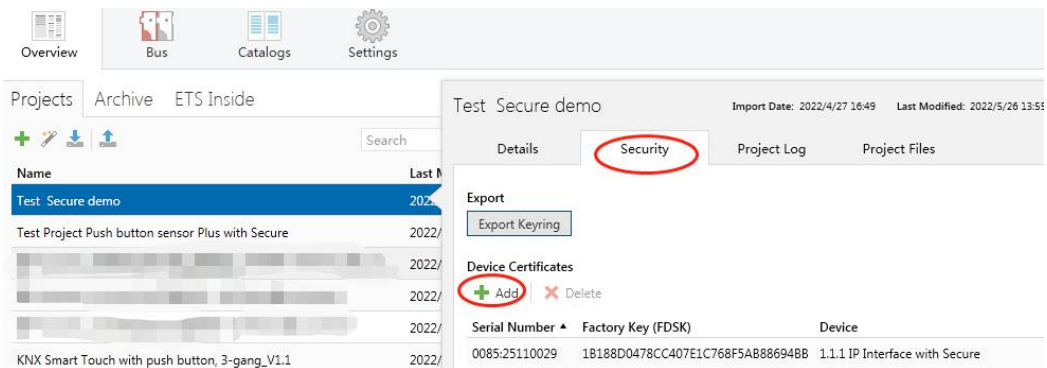 Overview Bus Catalogs Settings
Projects Archive ETS Inside
Search
Name Last M
Test Secure demo 202
Test Project Push button sensor Plus with Secure 2022/
2022/
2022/
2022/
KNX Smart Touch with push button, 3-gang_V1.1 2022/
Test Secure demo Import Date: 2022/4/27 16:49 Last Modified: 2022/5/26 13:55
Details Security Project Log Project Files
Export
Export Keyring
Device Certificates
Add Delete
Serial Number Factory Key (FDSK) Device
0085:25110029 1B188D0478CC407E1C768F5AB88694BB 1.1.1 IP Interface with Secure